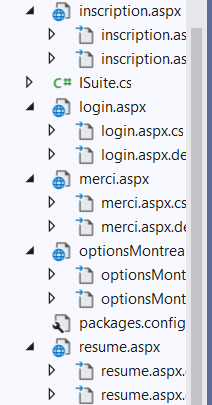 inscription.aspx
inscription.as
inscription.as
C# ISuite.cs
login.aspx
login.aspx.cs
login.aspx.de
merci.aspx
merci.aspx.cs
merci.aspx.de
optionsMontrea
optionsMont
optionsMont
packages.config
resume.aspx
resume.aspx.
resume.aspx.